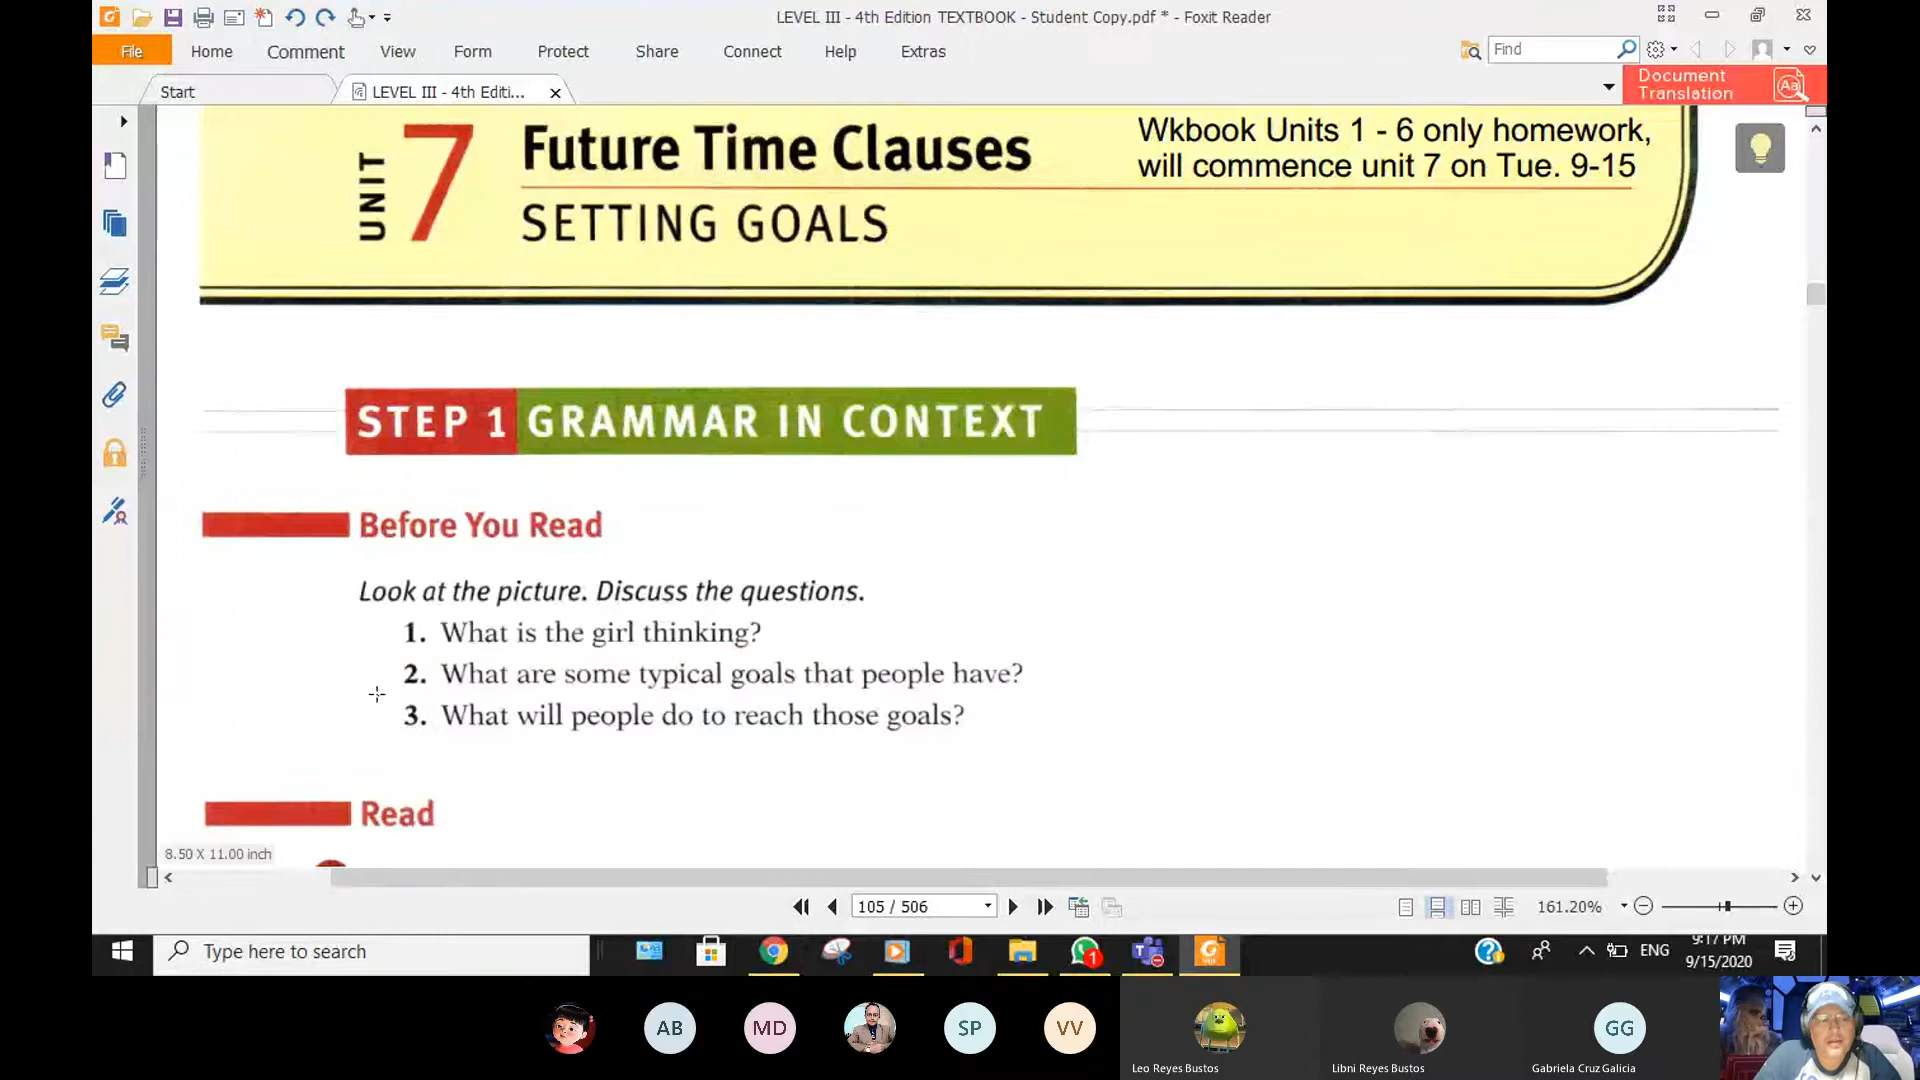 LEVEL III - 4th Edition TEXTBOOK - Student Copy.pdf * - Foxit Reader
File Home Comment View Form Protect Share Connect Help Extras
Find
Start
LEVEL III - 4th Editi...
Document
Translation
UNIT 7
Future Time Clauses
SETTING GOALS
Wkbook Units 1 - 6 only homework,
will commence unit 7 on Tue. 9-15
STEP 1 GRAMMAR IN CONTEXT
Before You Read
Look at the picture. Discuss the questions.
1. What is the girl thinking?
2. What are some typical goals that people have?
3. What will people do to reach those goals?
Read
8.50 X 11.00 inch
105 / 506
161.20%
Type here to search
1
ENG
9:17 PM
9/15/2020
AB
MD
SP
VV
GG
Leo Reyes Bustos
Libni Reyes Bustos
Gabriela Cruz Galicia